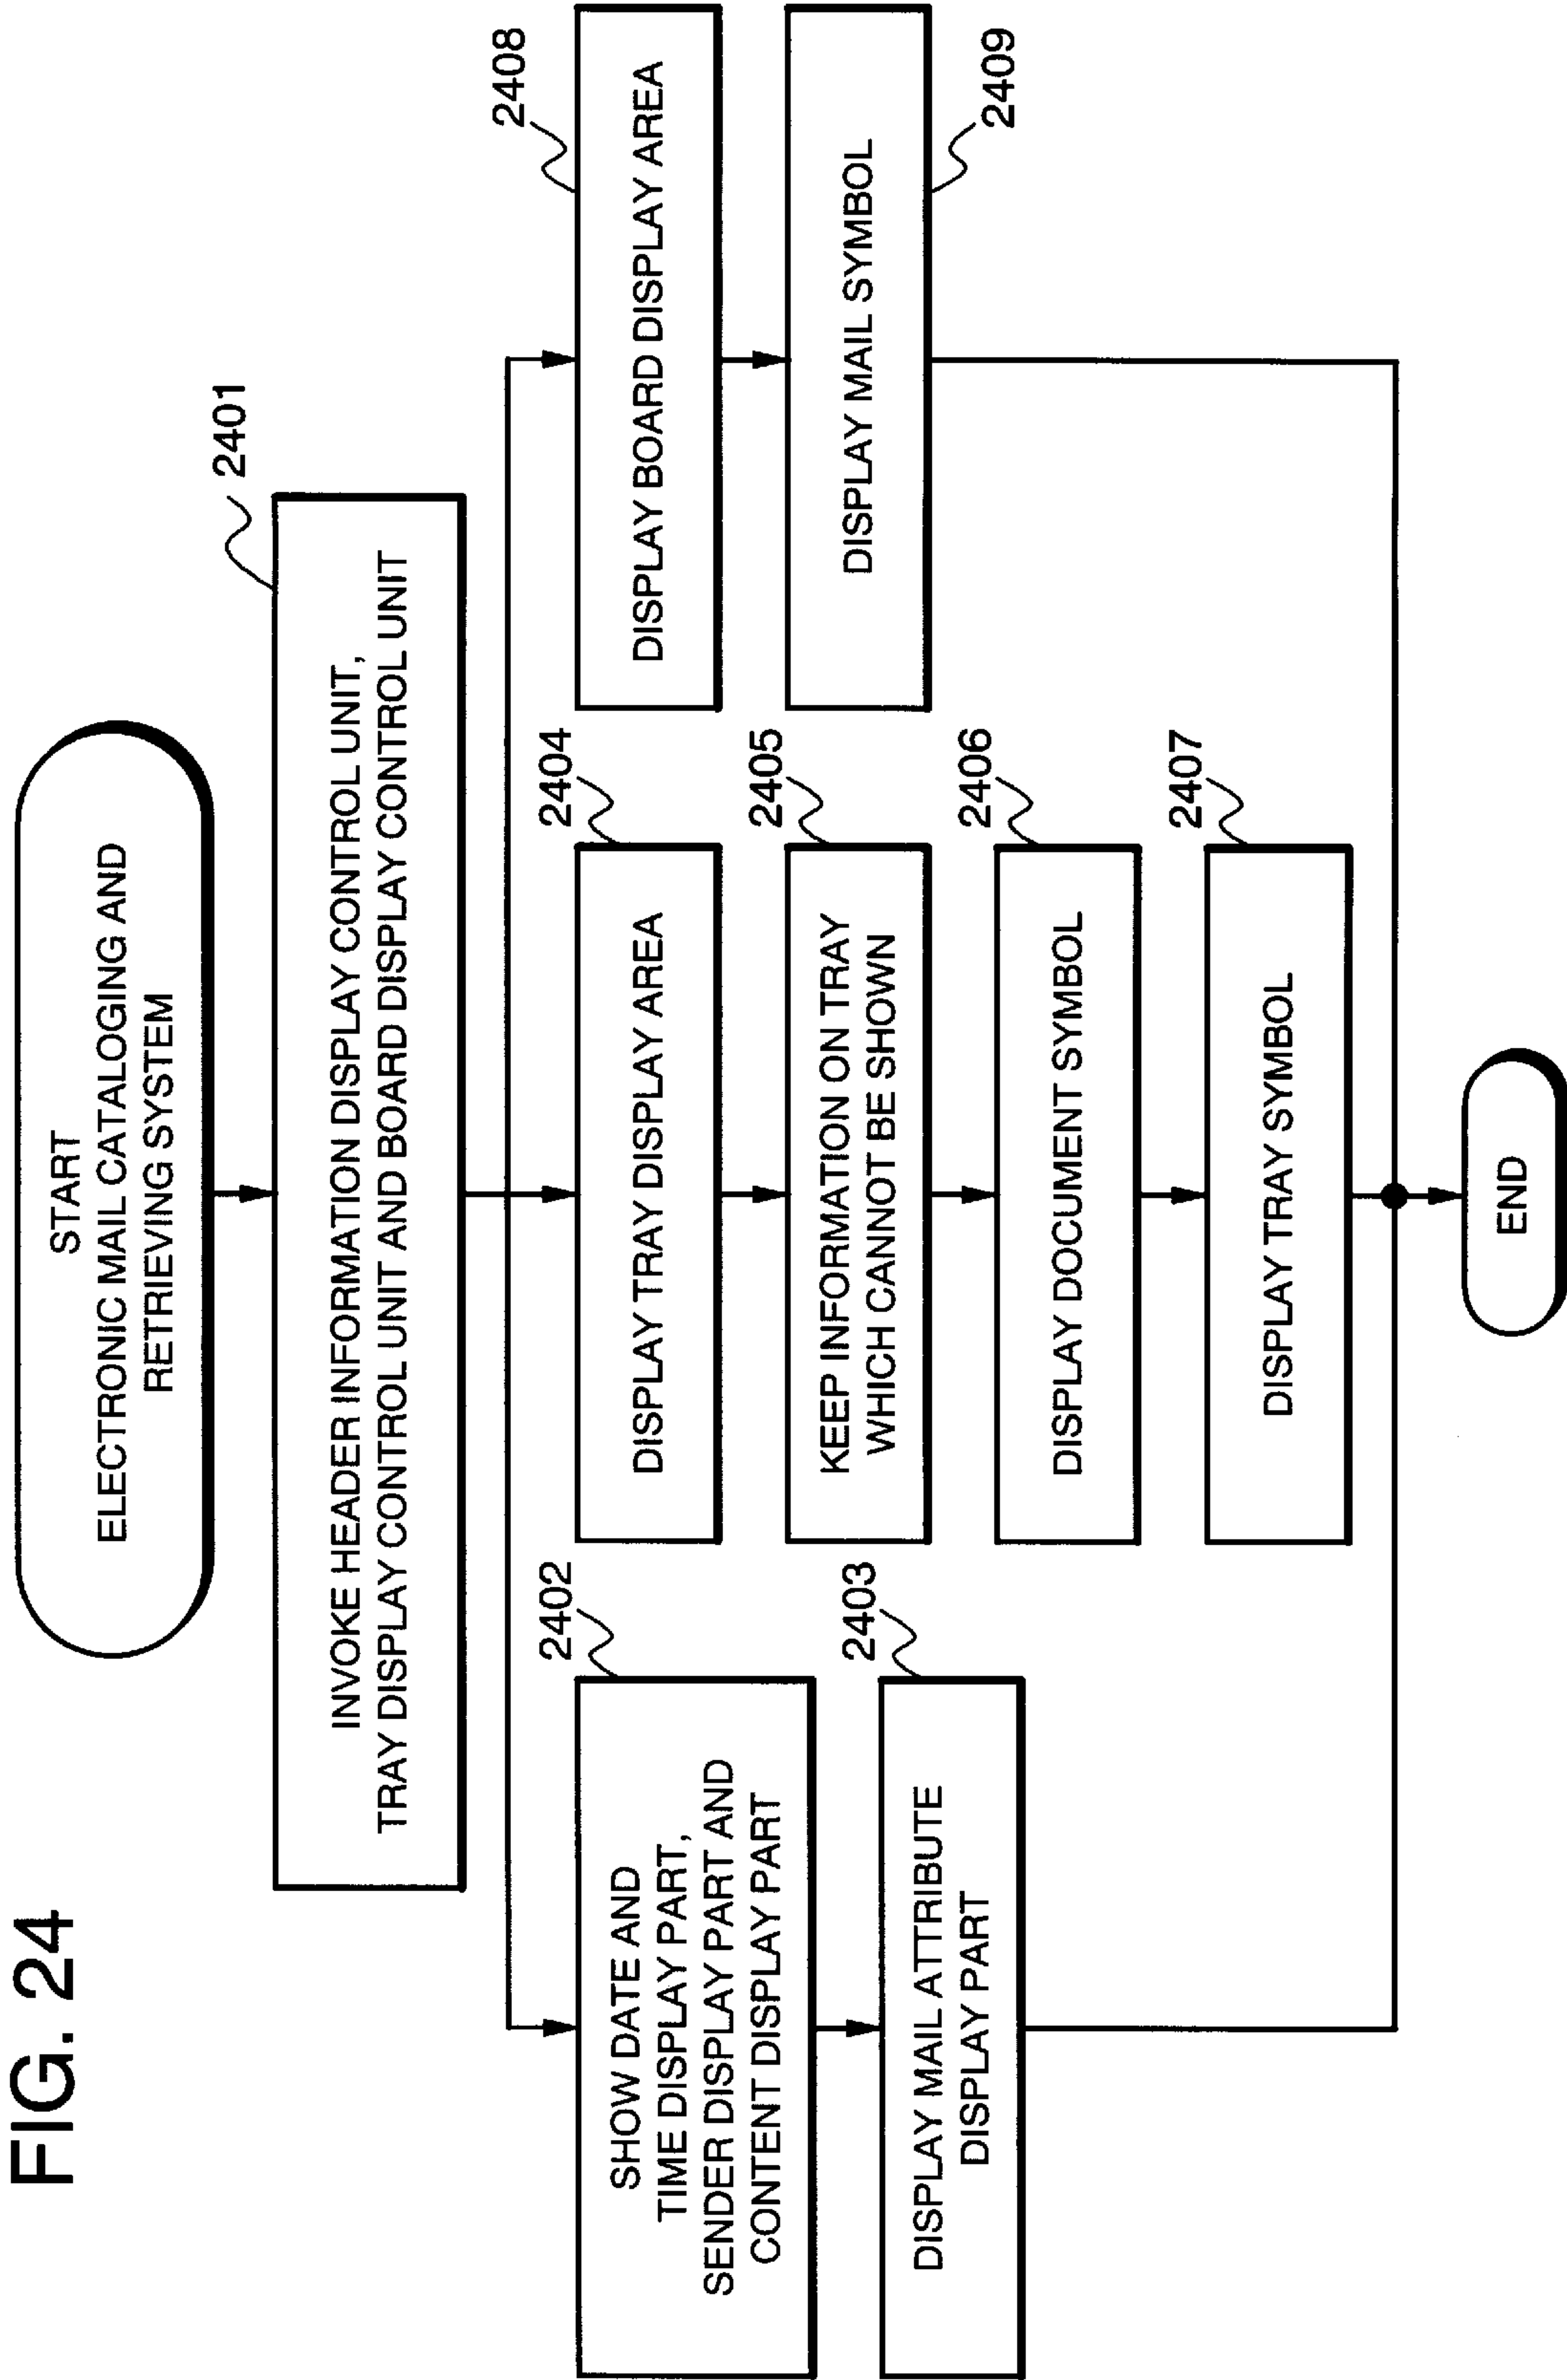 FIG. 24
START
ELECTRONIC MAIL CATALOGING AND
RETRIEVING SYSTEM
2401
INVOKE HEADER INFORMATION DISPLAY CONTROL UNIT,
TRAY DISPLAY CONTROL UNIT AND BOARD DISPLAY CONTROL UNIT
2402
SHOW DATE AND
TIME DISPLAY PART,
SENDER DISPLAY PART AND
CONTENT DISPLAY PART
2403
DISPLAY MAIL ATTRIBUTE
DISPLAY PART
2404
DISPLAY TRAY DISPLAY AREA
2405
KEEP INFORMATION ON TRAY
WHICH CANNOT BE SHOWN
2406
DISPLAY DOCUMENT SYMBOL
2407
DISPLAY TRAY SYMBOL
2408
DISPLAY BOARD DISPLAY AREA
2409
DISPLAY MAIL SYMBOL
END